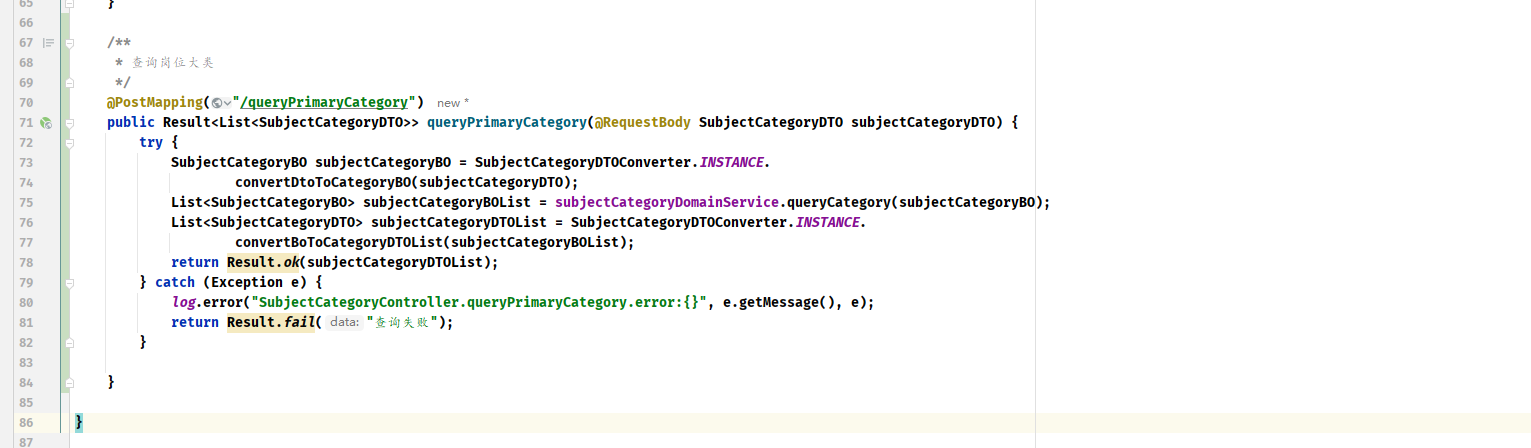 65 }
66
67 /**
68 * 查询岗位大类
69 */
70 @PostMapping("/queryPrimaryCategory") new *
71 public Result<List<SubjectCategoryDTO>> queryPrimaryCategory(@RequestBody SubjectCategoryDTO subjectCategoryDTO) {
72 try {
73 SubjectCategoryBO subjectCategoryBO = SubjectCategoryDTOConverter.INSTANCE.
74 convertDtoToCategoryBO(subjectCategoryDTO);
75 List<SubjectCategoryBO> subjectCategoryBOList = subjectCategoryDomainService.queryCategory(subjectCategoryBO);
76 List<SubjectCategoryDTO> subjectCategoryDTOList = SubjectCategoryDTOConverter.INSTANCE.
77 convertBoToCategoryDTOList(subjectCategoryBOList);
78 return Result.ok(subjectCategoryDTOList);
79 } catch (Exception e) {
80 log.error("SubjectCategoryController.queryPrimaryCategory.error:{}", e.getMessage(), e);
81 return Result.fail( data: "查询失败");
82 }
83
84 }
85
86 }
87